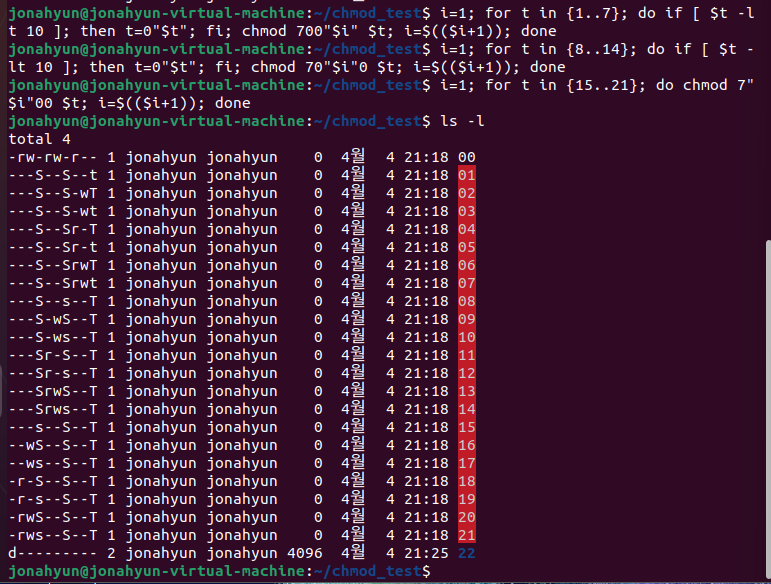 jonahyun@jonahyun-virtual-machine:~/chmod_test$ i=1; for t in {1..7}; do if [ $t -l
t 10 ]; then t=0"$t"; fi; chmod 700"$i" $t; i=$(($i+1)); done
jonahyun@jonahyun-virtual-machine:~/chmod_test$ i=1; for t in {8..14}; do if [ $t -
lt 10 ]; then t=0"$t"; fi; chmod 70"$i"0 $t; i=$(($i+1)); done
jonahyun@jonahyun-virtual-machine:~/chmod_test$ i=1; for t in {15..21}; do chmod 7"
$i"00 $t; i=$(($i+1)); done
jonahyun@jonahyun-virtual-machine:~/chmod_test$ ls -l
total 4
-rw-rw-r-- 1 jonahyun jonahyun    0  4월  4 21:18 00
---S--S--t 1 jonahyun jonahyun    0  4월  4 21:18 01
---S--S-wT 1 jonahyun jonahyun    0  4월  4 21:18 02
---S--S-wt 1 jonahyun jonahyun    0  4월  4 21:18 03
---S--Sr-T 1 jonahyun jonahyun    0  4월  4 21:18 04
---S--Sr-t 1 jonahyun jonahyun    0  4월  4 21:18 05
---S--SrwT 1 jonahyun jonahyun    0  4월  4 21:18 06
---S--Srwt 1 jonahyun jonahyun    0  4월  4 21:18 07
---S--s--T 1 jonahyun jonahyun    0  4월  4 21:18 08
---S-wS--T 1 jonahyun jonahyun    0  4월  4 21:18 09
---S-ws--T 1 jonahyun jonahyun    0  4월  4 21:18 10
---Sr-S--T 1 jonahyun jonahyun    0  4월  4 21:18 11
---Sr-s--T 1 jonahyun jonahyun    0  4월  4 21:18 12
---SrwS--T 1 jonahyun jonahyun    0  4월  4 21:18 13
---Srws--T 1 jonahyun jonahyun    0  4월  4 21:18 14
---s--S--T 1 jonahyun jonahyun    0  4월  4 21:18 15
--wS--S--T 1 jonahyun jonahyun    0  4월  4 21:18 16
--ws--S--T 1 jonahyun jonahyun    0  4월  4 21:18 17
-r-S--S--T 1 jonahyun jonahyun    0  4월  4 21:18 18
-r-s--S--T 1 jonahyun jonahyun    0  4월  4 21:18 19
-rwS--S--T 1 jonahyun jonahyun    0  4월  4 21:18 20
-rws--S--T 1 jonahyun jonahyun    0  4월  4 21:18 21
d--------- 2 jonahyun jonahyun 4096  4월  4 21:25 22
jonahyun@jonahyun-virtual-machine:~/chmod_test$